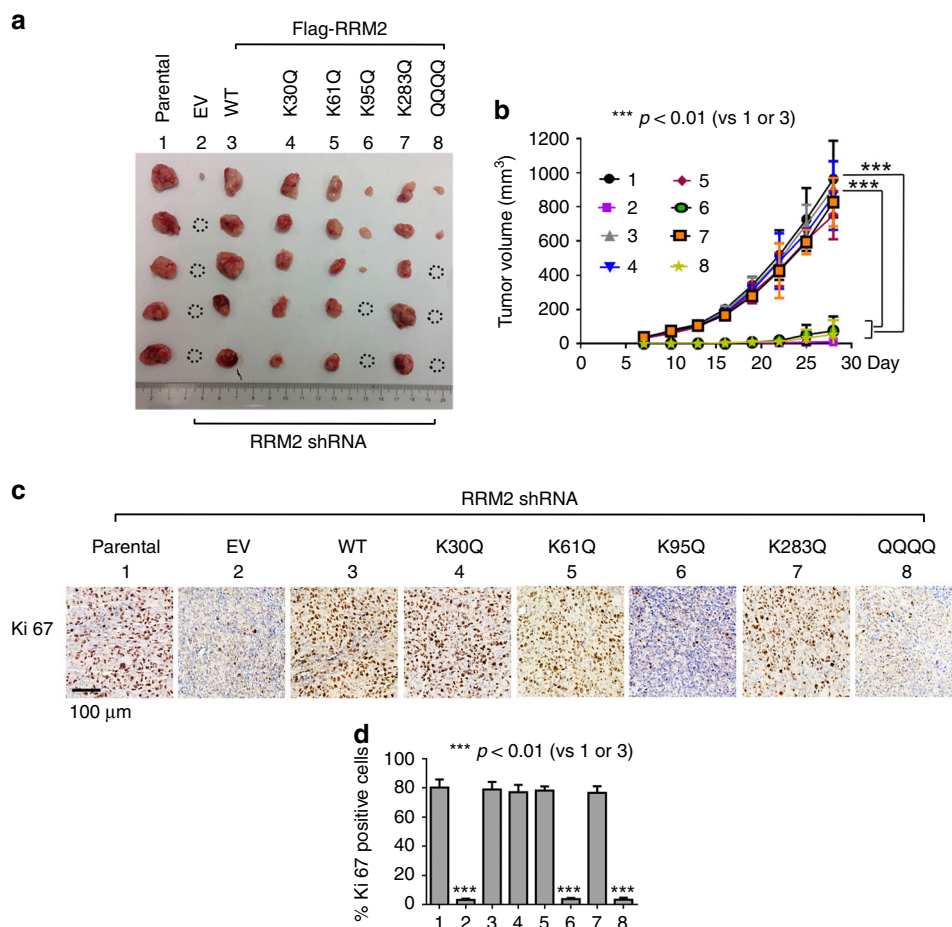 a
Flag-RRM2
Parental EV WT K30Q K61Q K95Q K283Q QQQQ
1 2 3 4 5 6 7 8
RRM2 shRNA
b
*** p < 0.01 (vs 1 or 3)
Tumor volume (mm³)
1200
1000
800
600
400
200
0
0 5 10 15 20 25 30 Day
1 5
2 6
3 7
4 8
***
***
c
RRM2 shRNA
Parental EV WT K30Q K61Q K95Q K283Q QQQQ
1 2 3 4 5 6 7 8
Ki 67
100 μm
d
*** p < 0.01 (vs 1 or 3)
% Ki 67 positive cells
100
80
60
40
20
0
*** *** ***
1 2 3 4 5 6 7 8